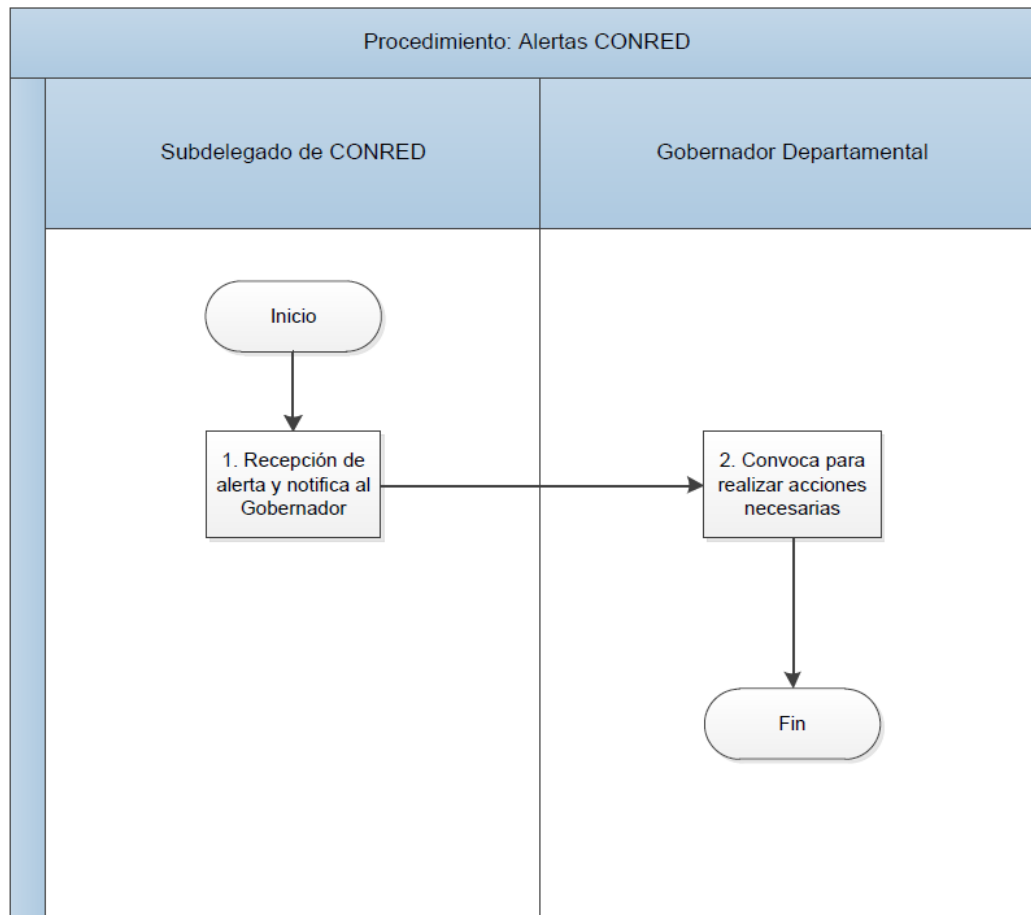 Procedimiento: Alertas CONRED
Subdelegado de CONRED
Gobernador Departamental
Inicio
1. Recepción de
alerta y notifica al
Gobernador
2. Convoca para
realizar acciones
necesarias
Fin